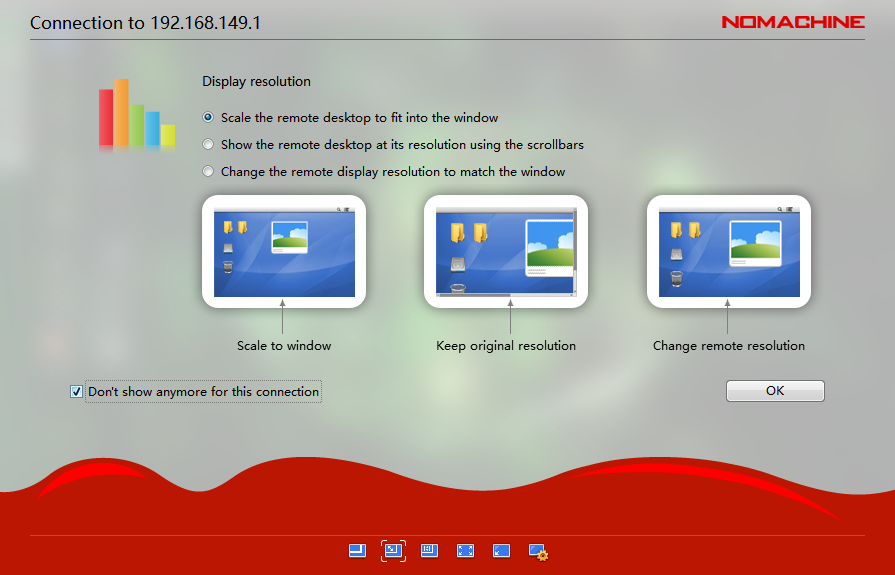 Connection to 192.168.149.1
NOMACHINE
Display resolution
Scale the remote desktop to fit into the window
Show the remote desktop at its resolution using the scrollbars
Change the remote display resolution to match the window
Scale to window
Keep original resolution
Change remote resolution
Don't show anymore for this connection
OK